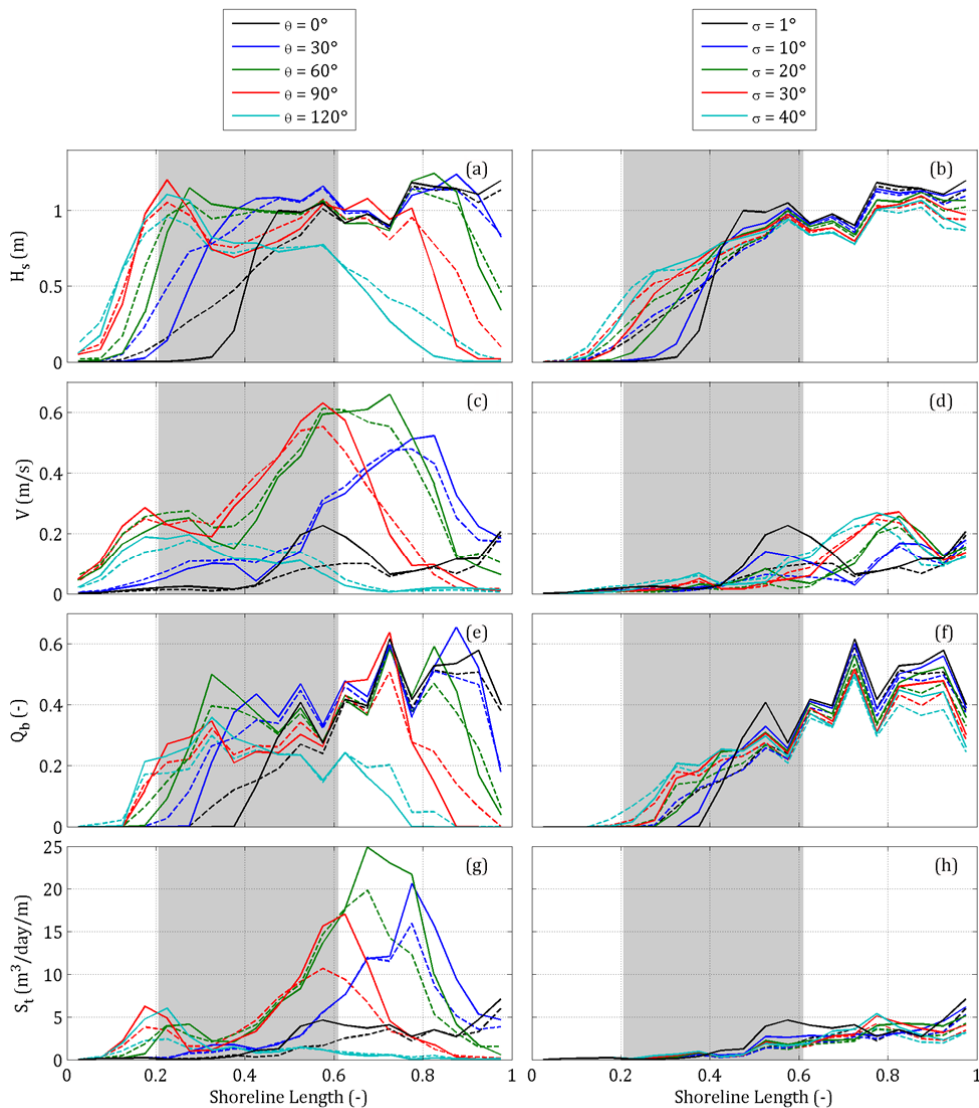 θ = 0°
θ = 30°
θ = 60°
θ = 90°
θ = 120°
σ = 1°
σ = 10°
σ = 20°
σ = 30°
σ = 40°
(a)
(b)
1
0.5
0
H_s (m)
(c)
(d)
0.6
0.4
0.2
0
V (m/s)
(e)
(f)
0.6
0.4
0.2
0
Q_b (-)
(g)
(h)
25
20
15
10
5
0
S_t (m³/day/m)
0 0.2 0.4 0.6 0.8 1 0 0.2 0.4 0.6 0.8 1
Shoreline Length (-) Shoreline Length (-)